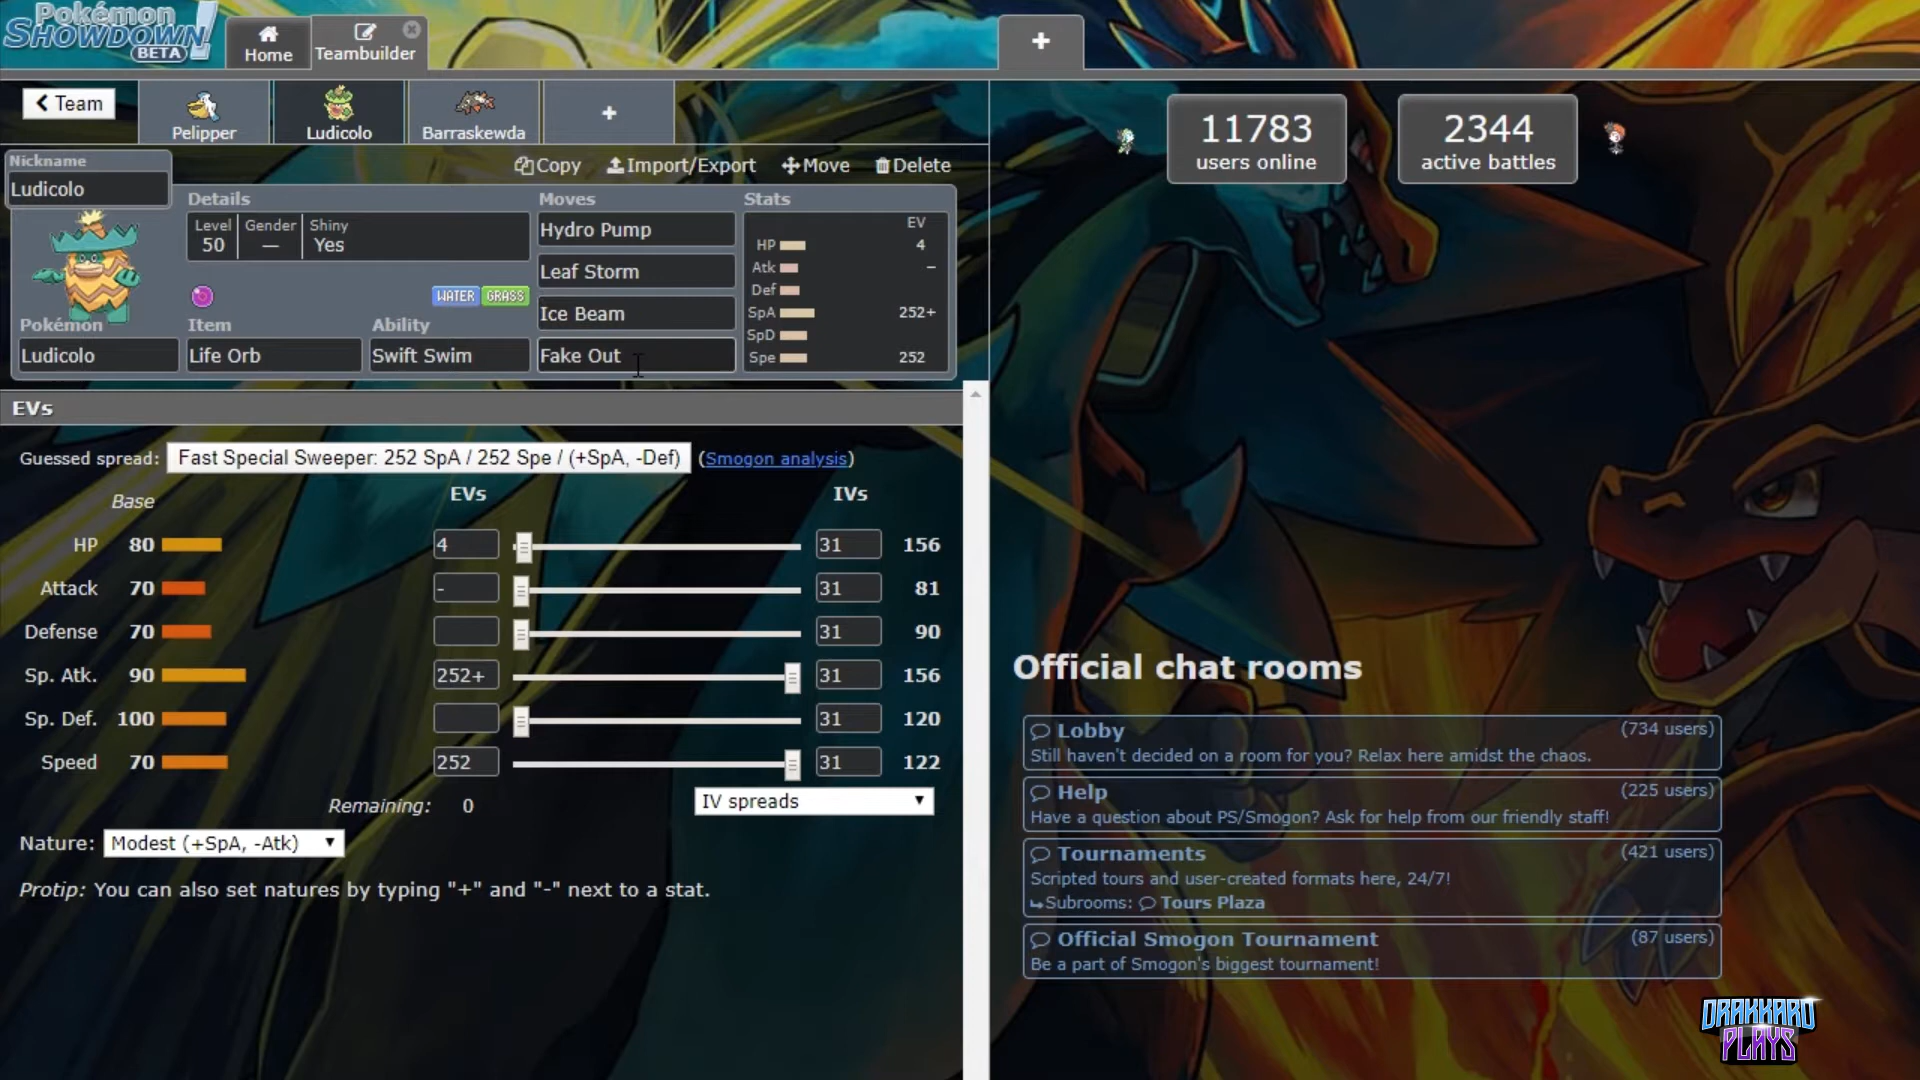 Pokémon
SHOWDOWN!
BETA
Home
Teambuilder
+
Team
Pelipper
Ludicolo
Barraskewda
+
11783
users online
2344
active battles
Copy
Import/Export
Move
Delete
Nickname
Ludicolo
Details
Level
50
Gender
—
Shiny
Yes
WATER GRASS
Pokémon
Ludicolo
Item
Life Orb
Ability
Swift Swim
Moves
Hydro Pump
Leaf Storm
Ice Beam
Fake Out
Stats
EV
HP 4
Atk –
Def
SpA 252+
SpD
Spe 252
EVs
Guessed spread: Fast Special Sweeper: 252 SpA / 252 Spe / (+SpA, -Def) (Smogon analysis)
Base EVs IVs
HP 80 4 31 156
Attack 70 - 31 81
Defense 70 31 90
Sp. Atk. 90 252+ 31 156
Sp. Def. 100 31 120
Speed 70 252 31 122
Remaining: 0
IV spreads
Nature: Modest (+SpA, -Atk)
Protip: You can also set natures by typing "+" and "-" next to a stat.
Official chat rooms
Lobby (734 users)
Still haven't decided on a room for you? Relax here amidst the chaos.
Help (225 users)
Have a question about PS/Smogon? Ask for help from our friendly staff!
Tournaments (421 users)
Scripted tours and user-created formats here, 24/7!
Subrooms: Tours Plaza
Official Smogon Tournament (87 users)
Be a part of Smogon's biggest tournament!
DRAKKARO
PLAYS